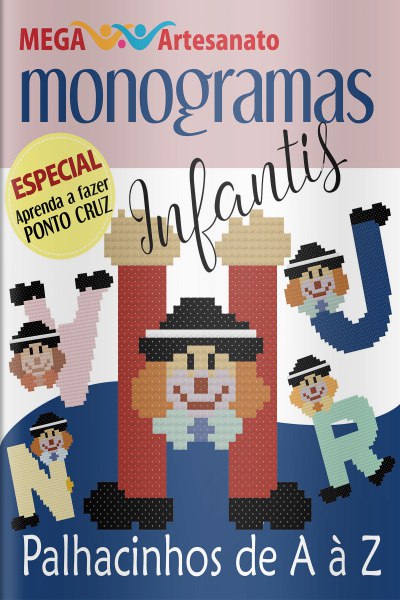 MEGA Artesanato
monogramas
Infantis
ESPECIAL
Aprenda a fazer
PONTO CRUZ
V
H
J
N
R
Palhacinhos de A à Z